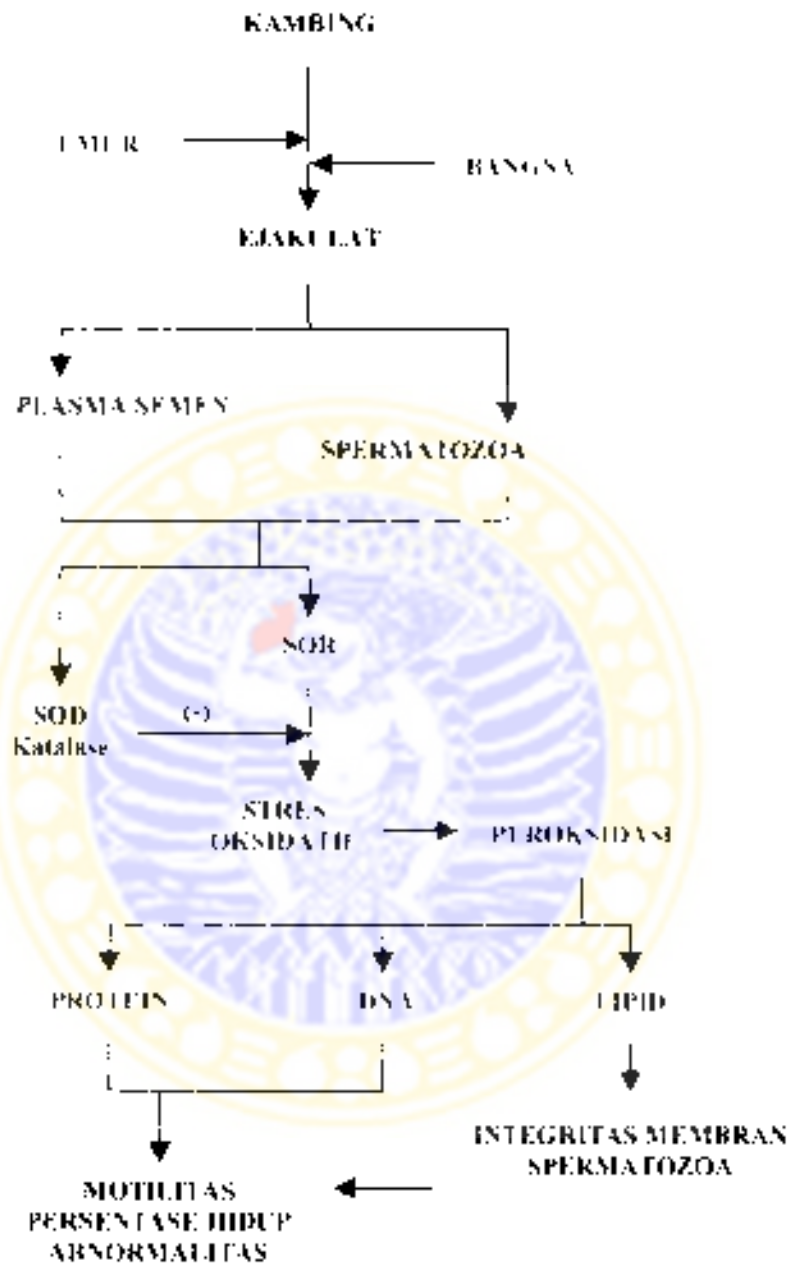 KAMBING
UMUR
BANGSA
EJAKULAT
PLASMA SEMEN
SPERMATOZOA
SOR
SOD
(-)
Katalase
STRES
OKSIDATIF
PEROKSIDASI
PROTEIN
DNA
LIPID
INTEGRITAS MEMBRAN
SPERMATOZOA
MOTILITAS
PERSENTASE HIDUP
ABNORMALITAS